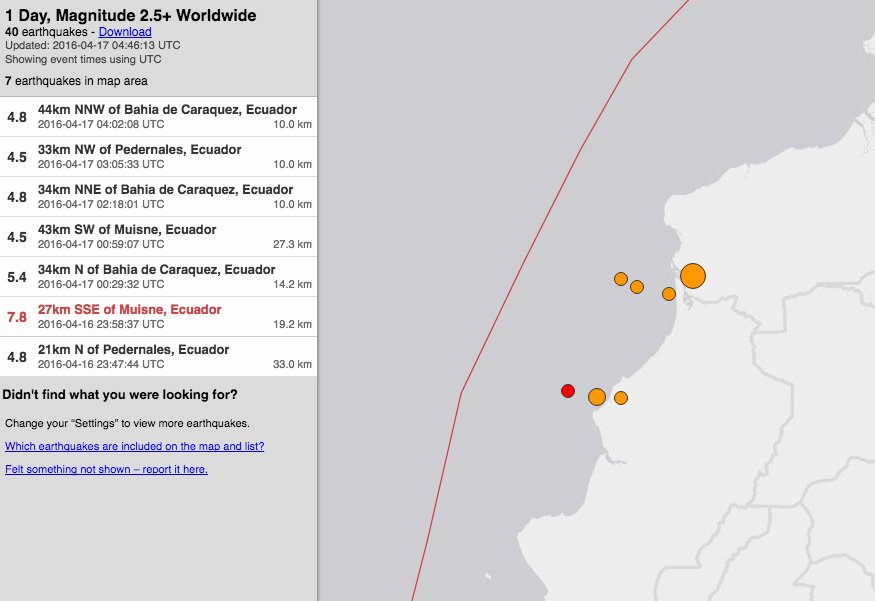 1 Day, Magnitude 2.5+ Worldwide
40 earthquakes - Download
Updated: 2016-04-17 04:46:13 UTC
Showing event times using UTC
7 earthquakes in map area
4.8 44km NNW of Bahia de Caraquez, Ecuador
2016-04-17 04:02:08 UTC 10.0 km
4.5 33km NW of Pedernales, Ecuador
2016-04-17 03:05:33 UTC 10.0 km
4.8 34km NNE of Bahia de Caraquez, Ecuador
2016-04-17 02:18:01 UTC 10.0 km
4.5 43km SW of Muisne, Ecuador
2016-04-17 00:59:07 UTC 27.3 km
5.4 34km N of Bahia de Caraquez, Ecuador
2016-04-17 00:29:32 UTC 14.2 km
7.8 27km SSE of Muisne, Ecuador
2016-04-16 23:58:37 UTC 19.2 km
4.8 21km N of Pedernales, Ecuador
2016-04-16 23:47:44 UTC 33.0 km
Didn't find what you were looking for?
Change your “Settings” to view more earthquakes.
Which earthquakes are included on the map and list?
Felt something not shown – report it here.